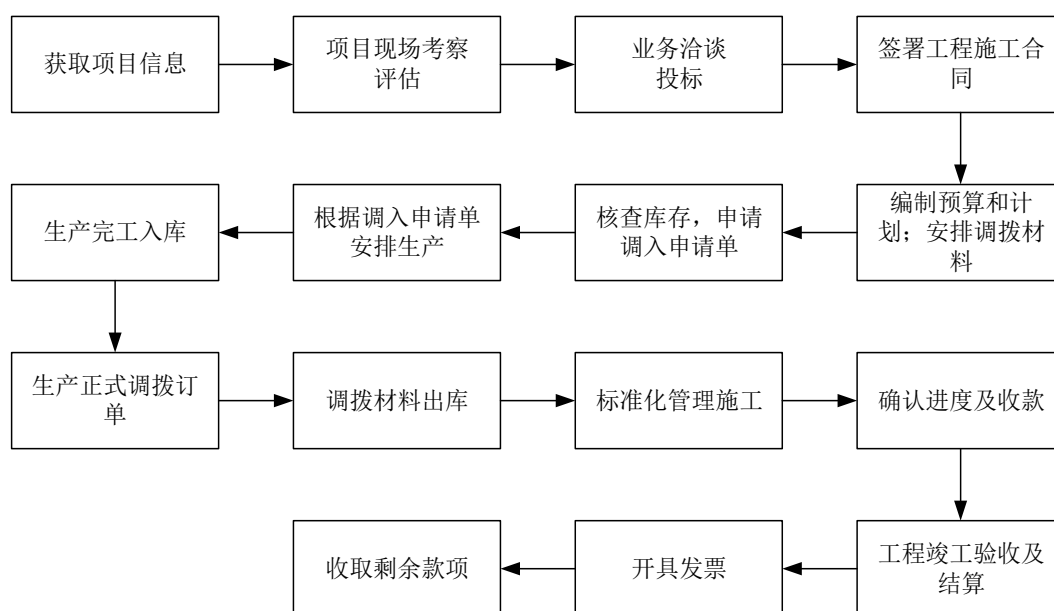 获取项目信息
项目现场考察
评估
业务洽谈
投标
签署工程施工合
同
生产完工入库
根据调入申请单
安排生产
核查库存，申请
调入申请单
编制预算和计
划；安排调拨材
料
生产正式调拨订
单
调拨材料出库
标准化管理施工
确认进度及收款
收取剩余款项
开具发票
工程竣工验收及
结算